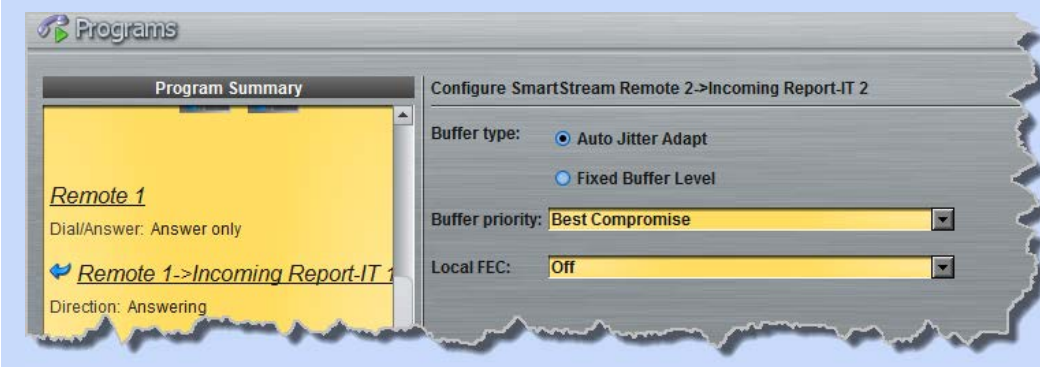 Programs
Program Summary
Remote 1
Dial/Answer: Answer only
Remote 1->Incoming Report-IT 1
Direction: Answering
Configure SmartStream Remote 2->Incoming Report-IT 2
Buffer type:
Auto Jitter Adapt
Fixed Buffer Level
Buffer priority: Best Compromise
Local FEC: Off